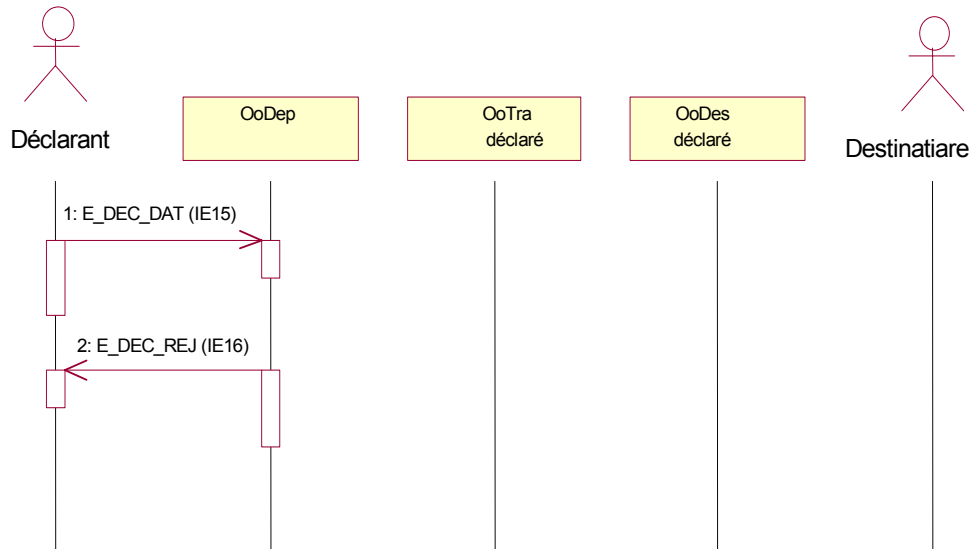 Déclarant
OoDep
OoTra
déclaré
OoDes
déclaré
Destinatiare
1: E_DEC_DAT (IE15)
2: E_DEC_REJ (IE16)